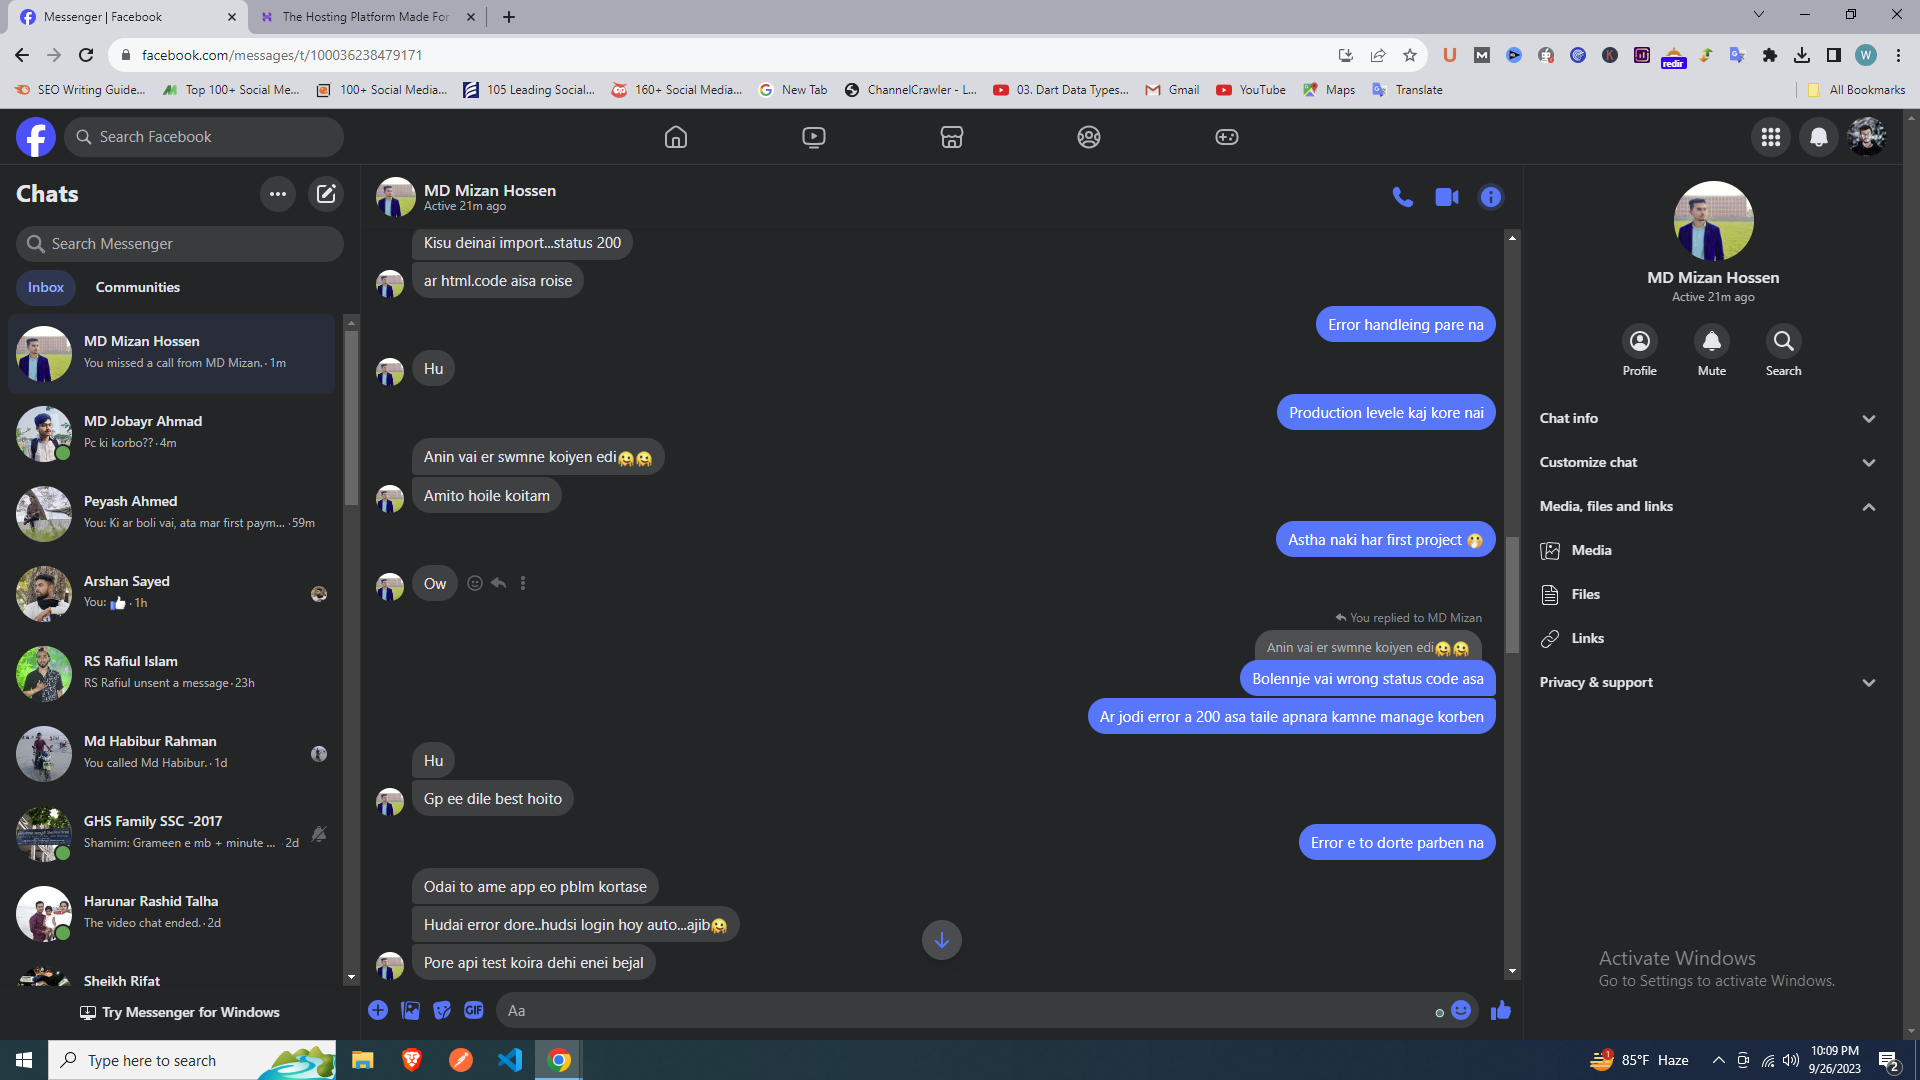 Messenger | Facebook
The Hosting Platform Made For
facebook.com/messages/t/100036238479171
redir
W
SEO Writing Guide...
Top 100+ Social Me...
100+ Social Media...
105 Leading Social...
160+ Social Media...
New Tab
ChannelCrawler - L...
03. Dart Data Types...
Gmail
YouTube
Maps
Translate
All Bookmarks
Search Facebook
Chats
Search Messenger
Inbox
Communities
MD Mizan Hossen
You missed a call from MD Mizan. · 1m
MD Jobayr Ahmad
Pc ki korbo?? · 4m
Peyash Ahmed
You: Ki ar boli vai, ata mar first paym... · 59m
Arshan Sayed
You: 👍 · 1h
RS Rafiul Islam
RS Rafiul unsent a message · 23h
Md Habibur Rahman
You called Md Habibur. · 1d
GHS Family SSC -2017
Shamim: Grameen e mb + minute ... · 2d
Harunar Rashid Talha
The video chat ended. · 2d
Sheikh Rifat
Try Messenger for Windows
MD Mizan Hossen
Active 21m ago
Kisu deinai import...status 200
ar html.code aisa roise
Error handleing pare na
Hu
Production levele kaj kore nai
Anin vai er swmne koiyen edi🫠🫠
Amito hoile koitam
Astha naki har first project 🫣
Ow
You replied to MD Mizan
Anin vai er swmne koiyen edi🫠🫠
Bolennje vai wrong status code asa
Ar jodi error a 200 asa taile apnara kamne manage korben
Hu
Gp ee dile best hoito
Error e to dorte parben na
Odai to ame app eo pblm kortase
Hudai error dore..hudsi login hoy auto...ajib🫠
Pore api test koira dehi enei bejal
GIF
Aa
MD Mizan Hossen
Active 21m ago
Profile
Mute
Search
Chat info
Customize chat
Media, files and links
Media
Files
Links
Privacy & support
Activate Windows
Go to Settings to activate Windows.
Type here to search
1
85°F Haze
10:09 PM
9/26/2023
2